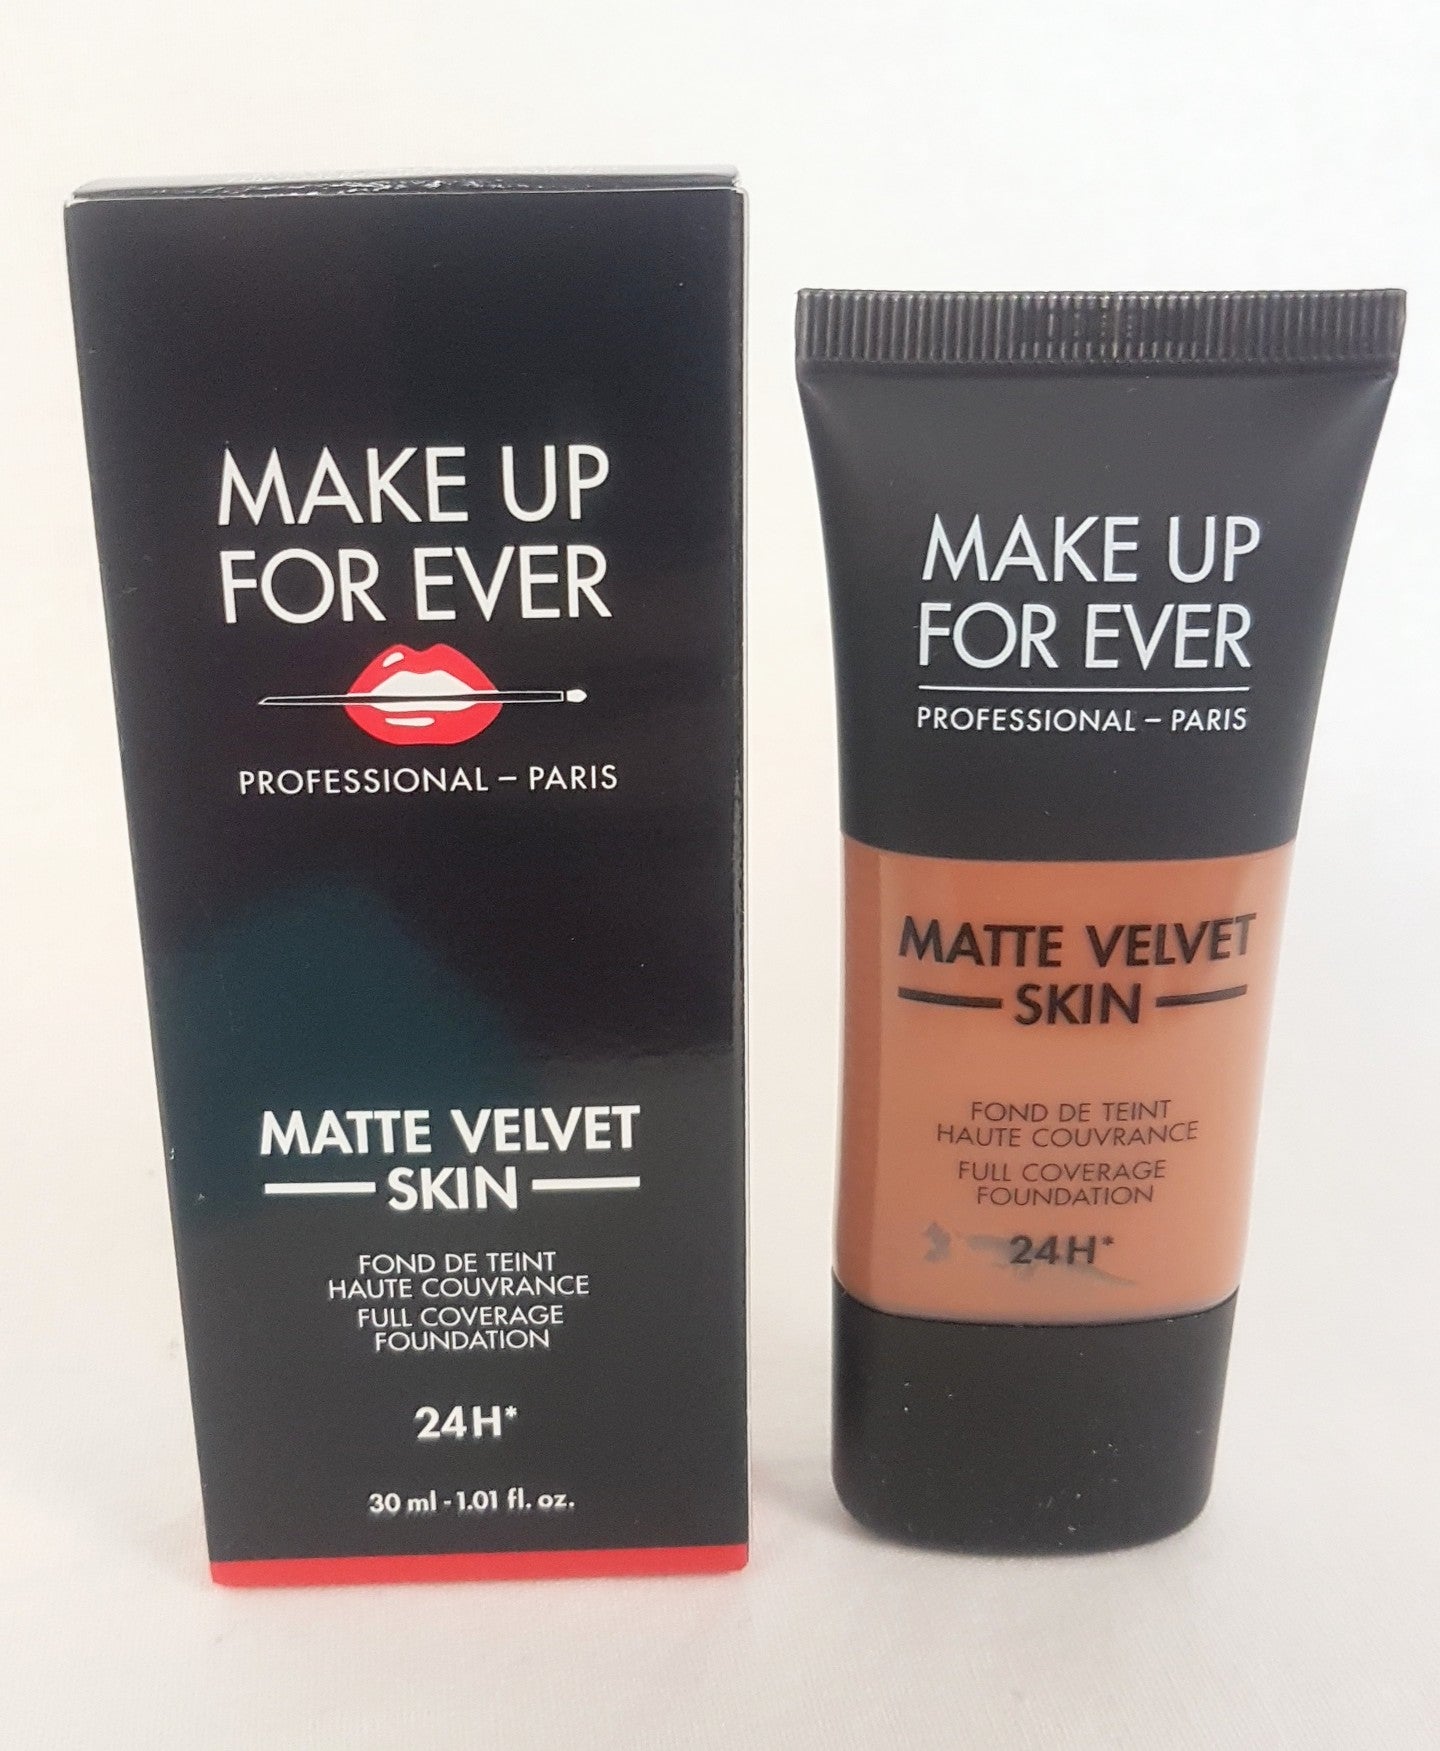 MAKE UP
FOR EVER
PROFESSIONAL – PARIS
MATTE VELVET
SKIN
FOND DE TEINT
HAUTE COUVRANCE
FULL COVERAGE
FOUNDATION
24H*
30 ml - 1.01 fl. oz.
MAKE UP
FOR EVER
PROFESSIONAL – PARIS
MATTE VELVET
SKIN
FOND DE TEINT
HAUTE COUVRANCE
FULL COVERAGE
FOUNDATION
24H*